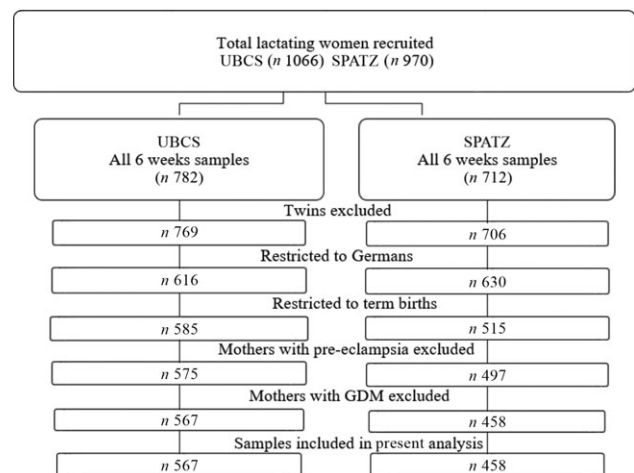 Total lactating women recruited
UBCS (n 1066) SPATZ (n 970)
UBCS
All 6 weeks samples
(n 782)
SPATZ
All 6 weeks samples
(n 712)
Twins excluded
n 769
n 706
Restricted to Germans
n 616
n 630
Restricted to term births
n 585
n 515
Mothers with pre-eclampsia excluded
n 575
n 497
Mothers with GDM excluded
n 567
n 458
Samples included in present analysis
n 567
n 458